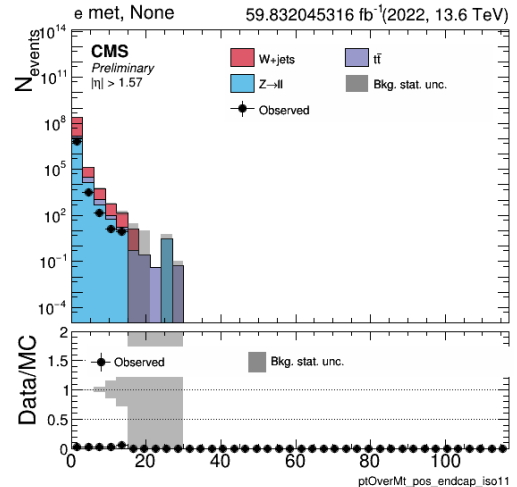 e met, None
59.832045316 fb⁻¹ (2022, 13.6 TeV)
N_events
10¹⁴
10⁸
10⁵
10²
10⁻¹
10⁻⁴
CMS
Preliminary
|η| > 1.57
W+jets
tt̄
Z→ll
Bkg. stat. unc.
Observed
Data/MC
2
1.5
1
0.5
0
Observed
Bkg. stat. unc.
0 20 40 60 80 100
ptOverMt_pos_endcap_iso11